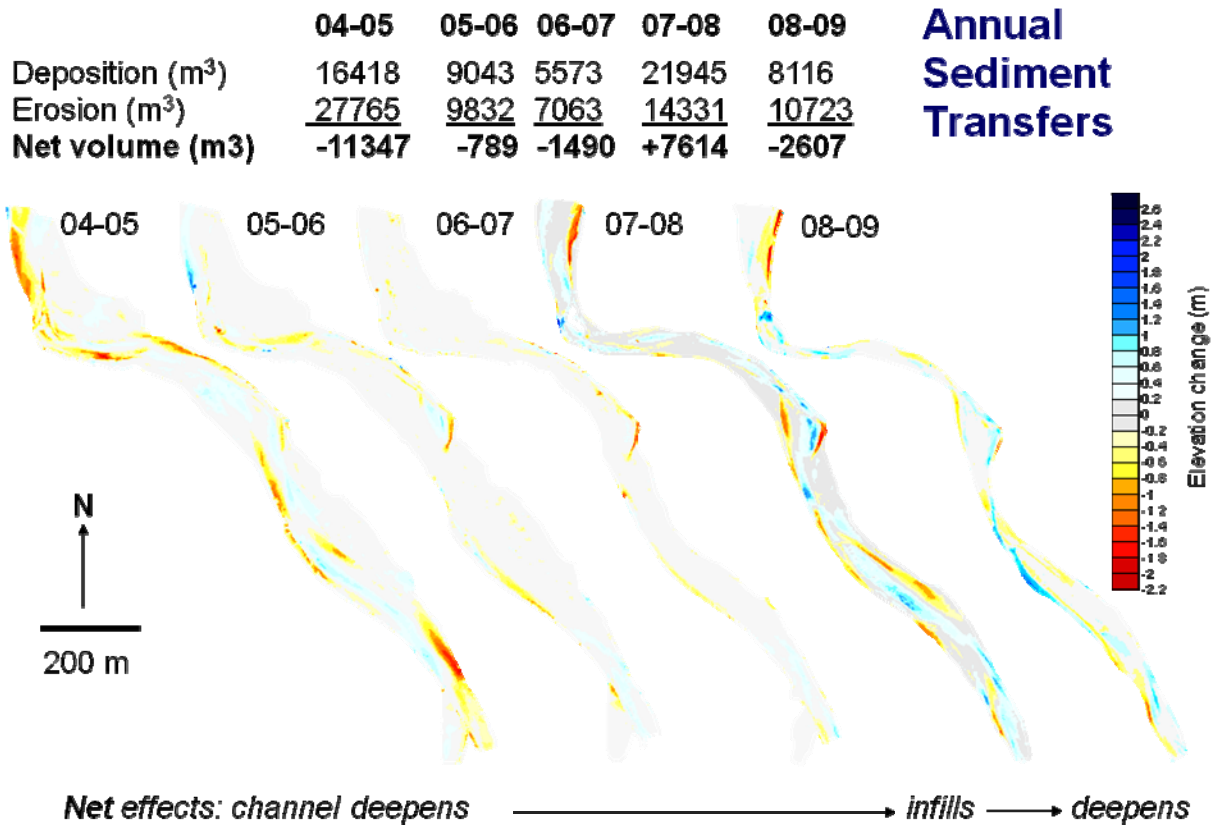 04-05 05-06 06-07 07-08 08-09
Annual
Sediment
Transfers
Deposition (m³) 16418 9043 5573 21945 8116
Erosion (m³) 27765 9832 7063 14331 10723
Net volume (m3) -11347 -789 -1490 +7614 -2607
04-05 05-06 06-07 07-08 08-09
2.6
2.4
2.2
2
1.8
1.6
1.4
1.2
1
0.8
0.6
0.4
0.2
0
-0.2
-0.4
-0.6
-0.8
-1
-1.2
-1.4
-1.6
-1.8
-2
-2.2
Elevation change (m)
N
200 m
Net effects: channel deepens infills deepens